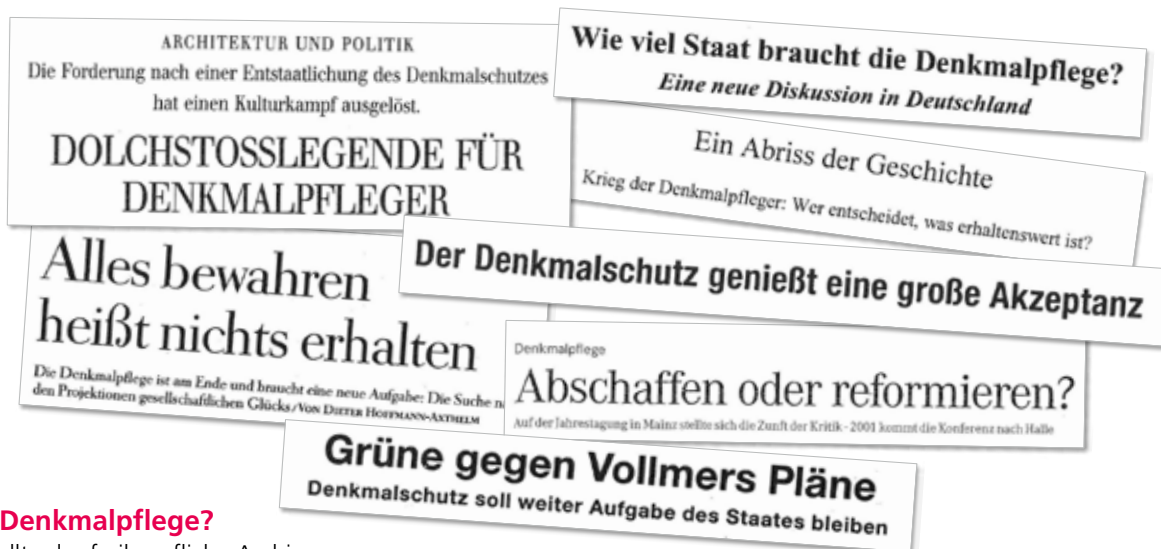 ARCHITEKTUR UND POLITIK
Die Forderung nach einer Entstaatlichung des Denkmalschutzes
hat einen Kulturkampf ausgelöst.
DOLCHSTOSSLEGENDE FÜR
DENKMALPFLEGER
Wie viel Staat braucht die Denkmalpflege?
Eine neue Diskussion in Deutschland
Ein Abriss der Geschichte
Krieg der Denkmalpfleger: Wer entscheidet, was erhaltenswert ist?
Der Denkmalschutz genießt eine große Akzeptanz
Alles bewahren
heißt nichts erhalten
Die Denkmalpflege ist am Ende und braucht eine neue Aufgabe: Die Suche
den Projektionen gesellschaftlichen Glücks/VON DIETER HOFFMANN-AXTHELM
Denkmalpflege
Abschaffen oder reformieren?
Auf der Jahrestagung in Mainz stellte sich die Zunft der Kritik - 2001 kommt die Konferenz nach Halle
Grüne gegen Vollmers Pläne
Denkmalschutz soll weiter Aufgabe des Staates bleiben
Denkmalpflege?